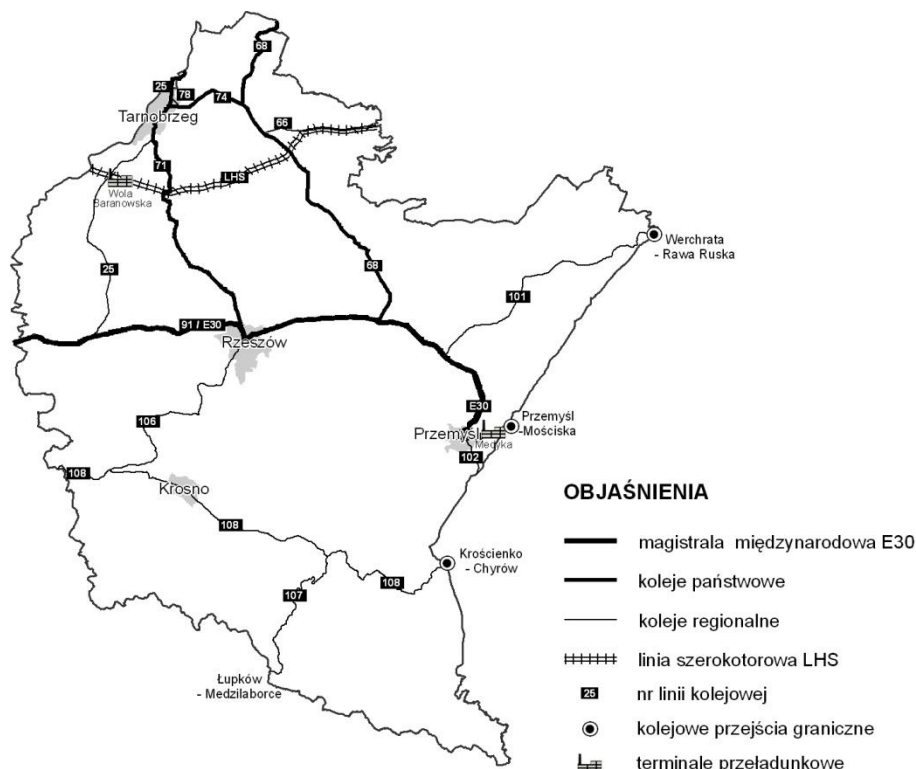 68
25
78
74
Tarnobrzeg
66
71
LHS
Wola
Baranowska
Werchrata
- Rawa Ruska
68
25
101
91 / E30
Rzeszów
E30
Przemyśl
-Mościska
106
Przemyśl
Medyka
102
108
Krosno
OBJAŚNIENIA
108
magistrala międzynarodowa E30
Krościenko
- Chyrów
108
koleje państwowe
107
koleje regionalne
linia szerokotorowa LHS
Łupków
- Medzilaborce
25 nr linii kolejowej
kolejowe przejścia graniczne
terminale przeładunkowe